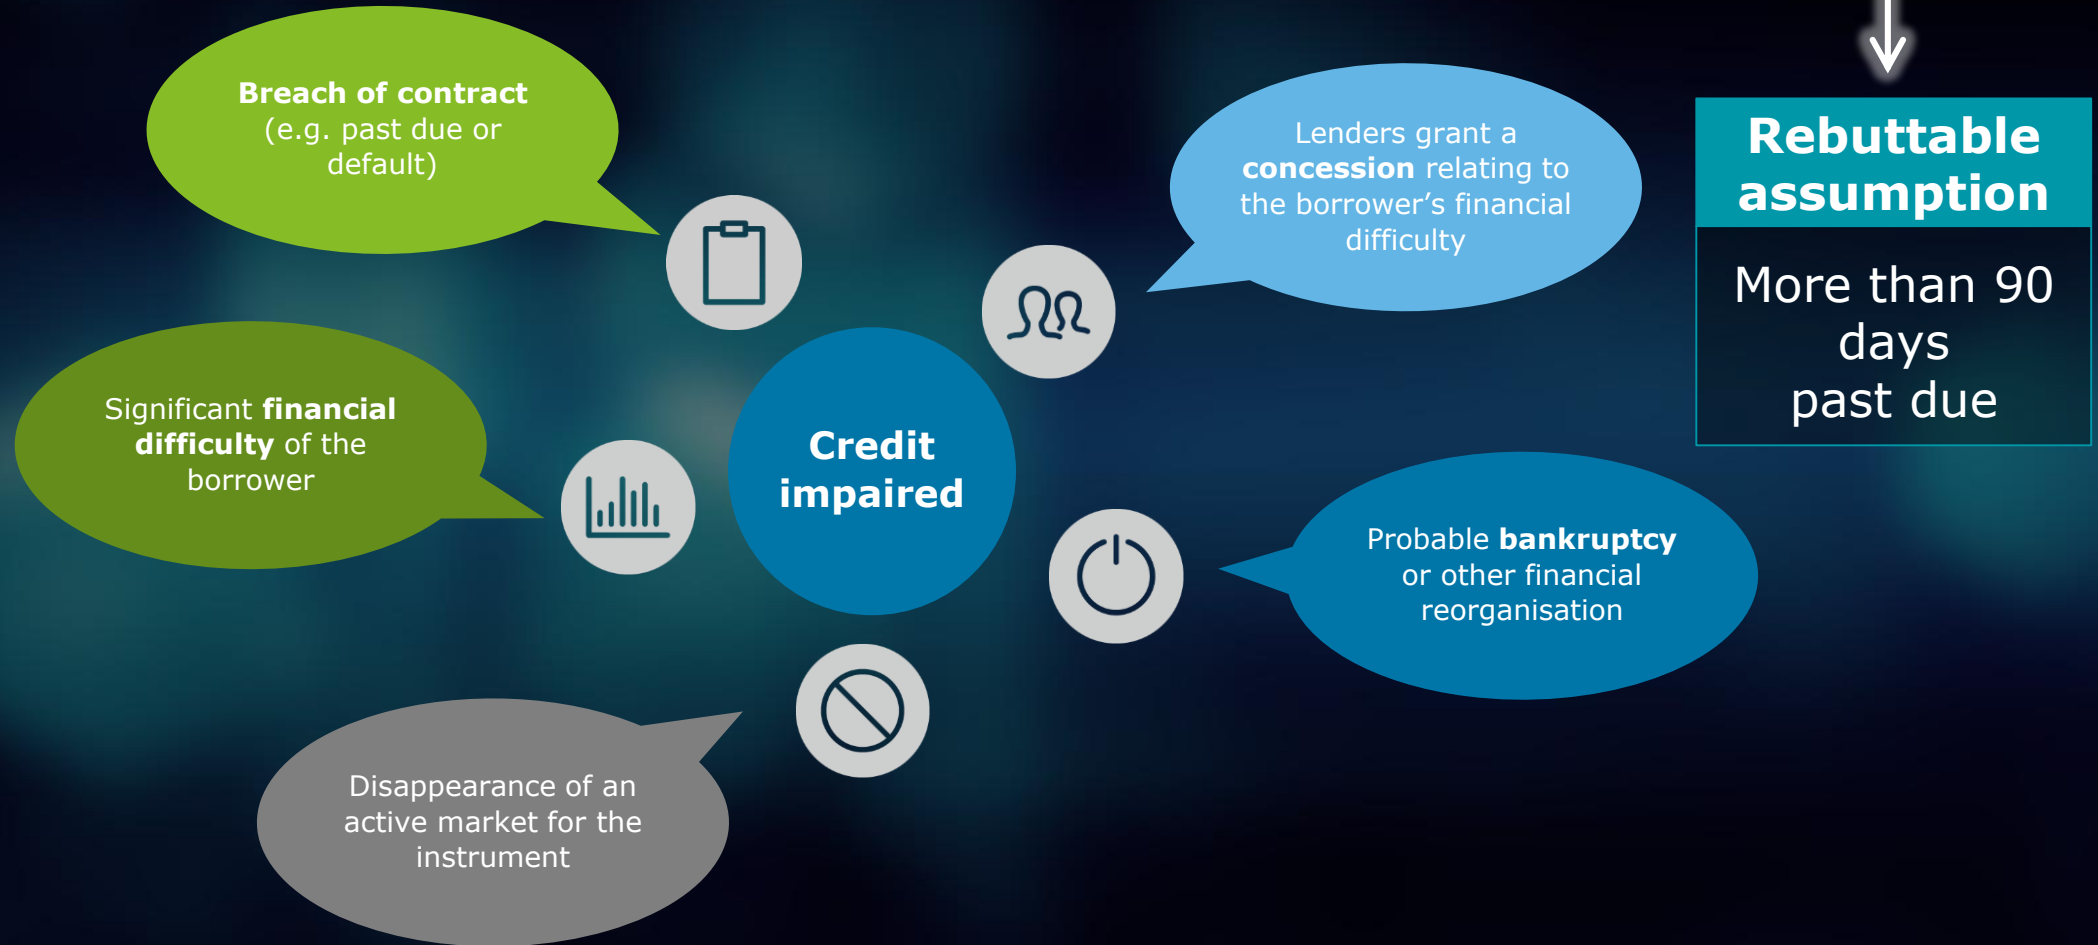 Breach of contract
(e.g. past due or
default)
Lenders grant a
concession relating to
the borrower's financial
difficulty
Rebuttable
assumption
More than 90
days
past due
Significant financial
difficulty of the
borrower
Credit
impaired
Probable bankruptcy
or other financial
reorganisation
Disappearance of an
active market for the
instrument